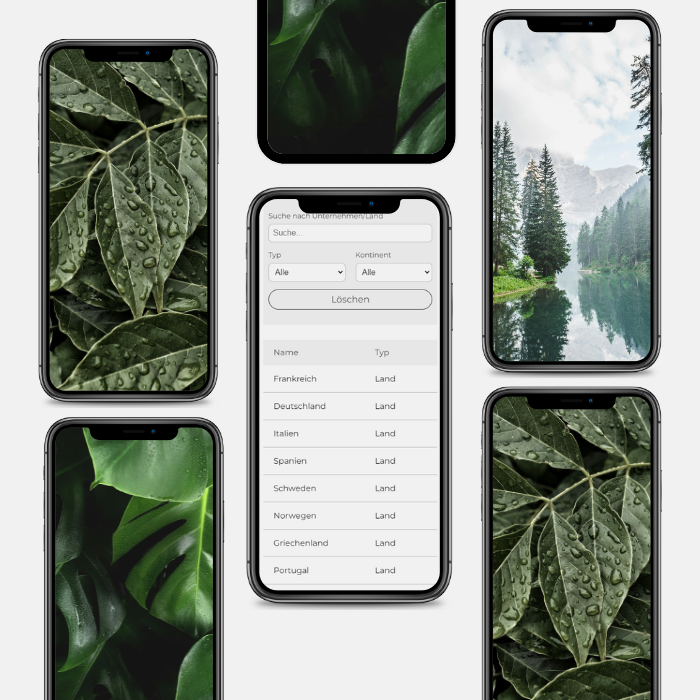 Suche nach Unternehmen/Land
Suche...
Typ Kontinent
Alle Alle
Löschen
Name Typ
Frankreich Land
Deutschland Land
Italien Land
Spanien Land
Schweden Land
Norwegen Land
Griechenland Land
Portugal Land